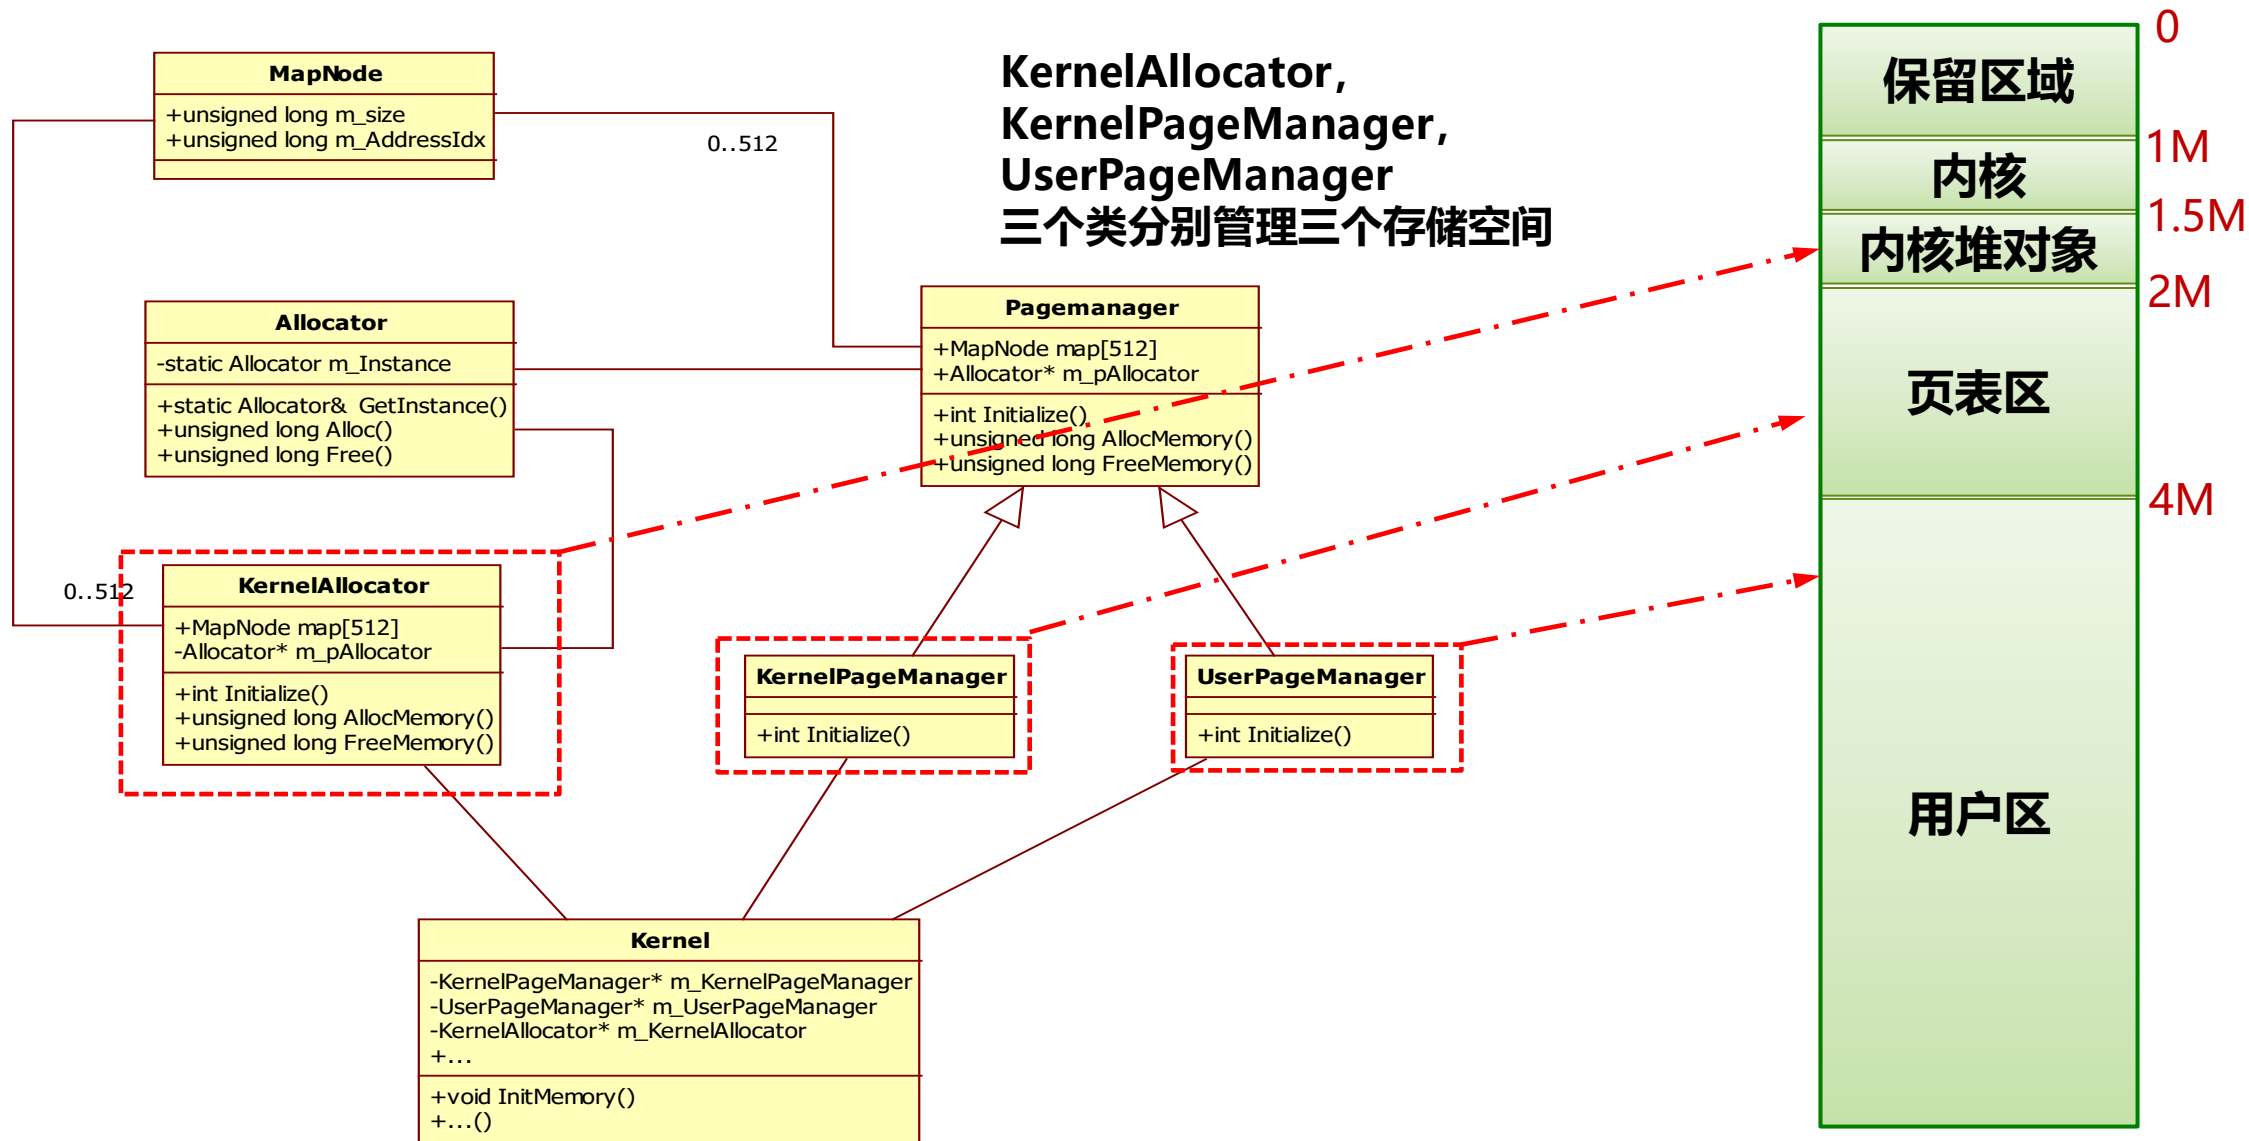 MapNode
+unsigned long m_size
+unsigned long m_AddressIdx
0..512
KernelAllocator,
KernelPageManager,
UserPageManager
三个类分别管理三个存储空间
Allocator
-static Allocator m_Instance
+static Allocator& GetInstance()
+unsigned long Alloc()
+unsigned long Free()
Pagemanager
+MapNode map[512]
+Allocator* m_pAllocator
+int Initialize()
+unsigned long AllocMemory()
+unsigned long FreeMemory()
0..512
KernelAllocator
+MapNode map[512]
-Allocator* m_pAllocator
+int Initialize()
+unsigned long AllocMemory()
+unsigned long FreeMemory()
KernelPageManager
+int Initialize()
UserPageManager
+int Initialize()
Kernel
-KernelPageManager* m_KernelPageManager
-UserPageManager* m_UserPageManager
-KernelAllocator* m_KernelAllocator
+...
+void InitMemory()
+...()
0
保留区域
1M
内核
1.5M
内核堆对象
2M
页表区
4M
用户区